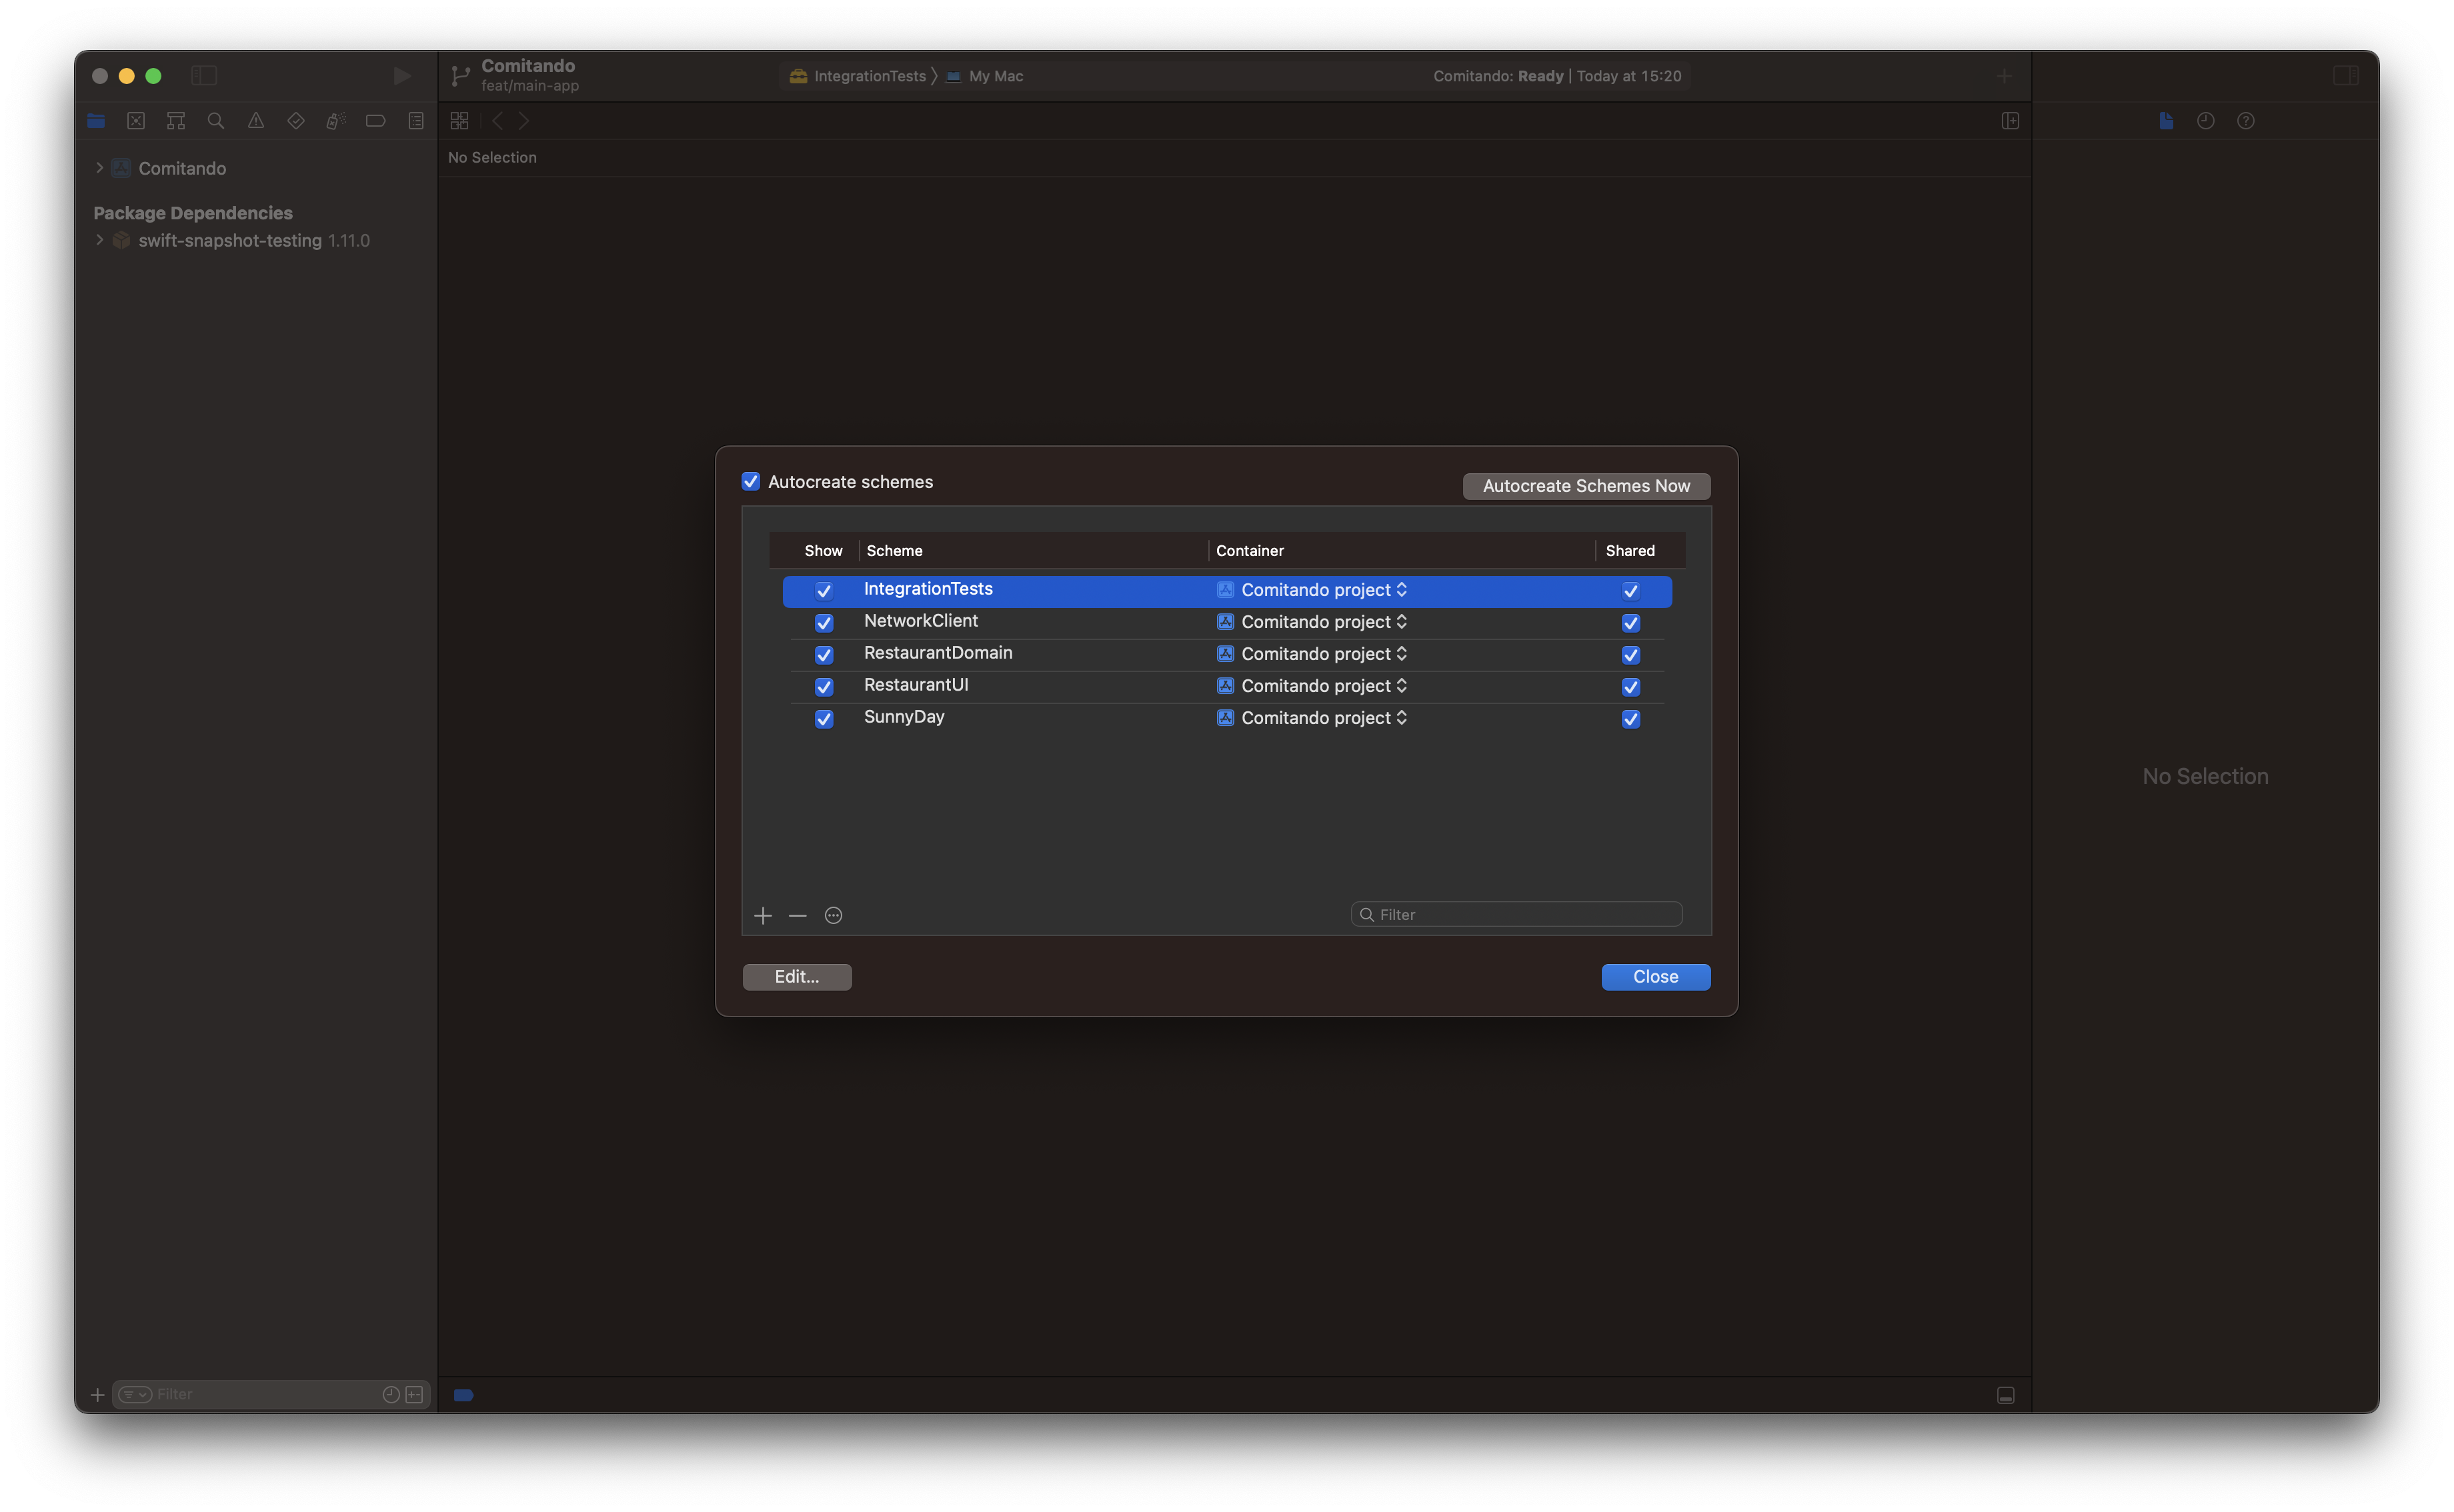 Comitando
feat/main-app
IntegrationTests
My Mac
Comitando: Ready | Today at 15:20
No Selection
Comitando
Package Dependencies
swift-snapshot-testing 1.11.0
Autocreate schemes
Autocreate Schemes Now
Show Scheme Container Shared
IntegrationTests Comitando project
NetworkClient Comitando project
RestaurantDomain Comitando project
RestaurantUI Comitando project
SunnyDay Comitando project
Filter
Edit...
Close
No Selection
Filter